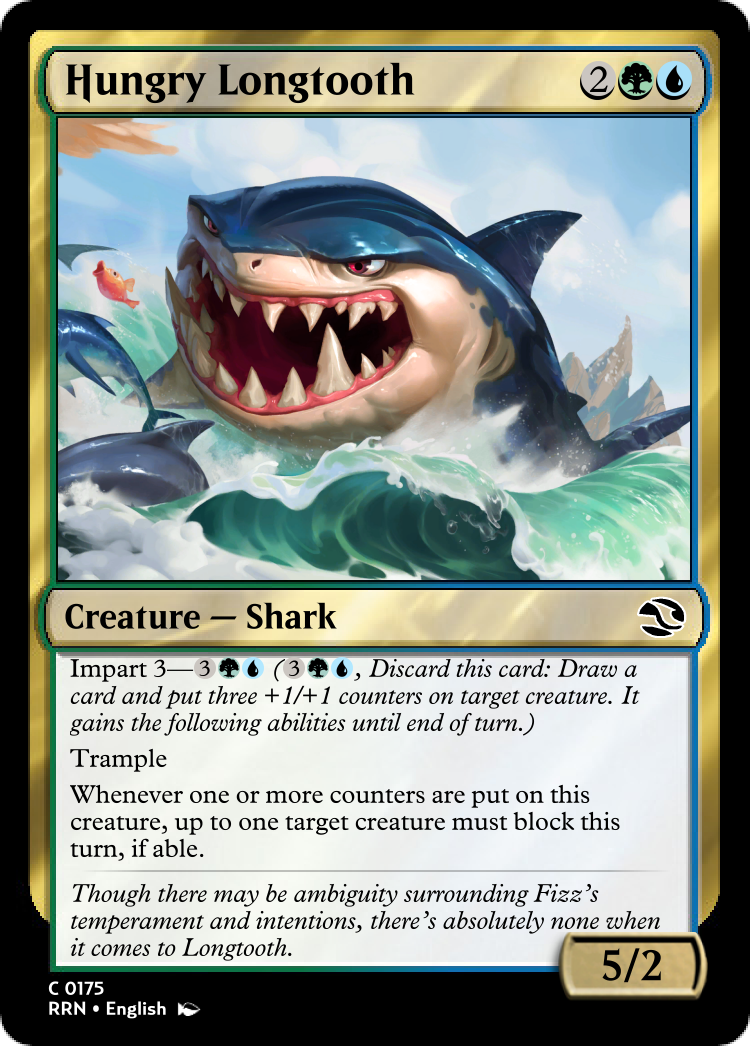 Hungry Longtooth 2
Creature — Shark
Impart 3—3 (3, Discard this card: Draw a
card and put three +1/+1 counters on target creature. It
gains the following abilities until end of turn.)
Trample
Whenever one or more counters are put on this
creature, up to one target creature must block this
turn, if able.
Though there may be ambiguity surrounding Fizz's
temperament and intentions, there's absolutely none when
it comes to Longtooth.
5/2
C 0175
RRN • English